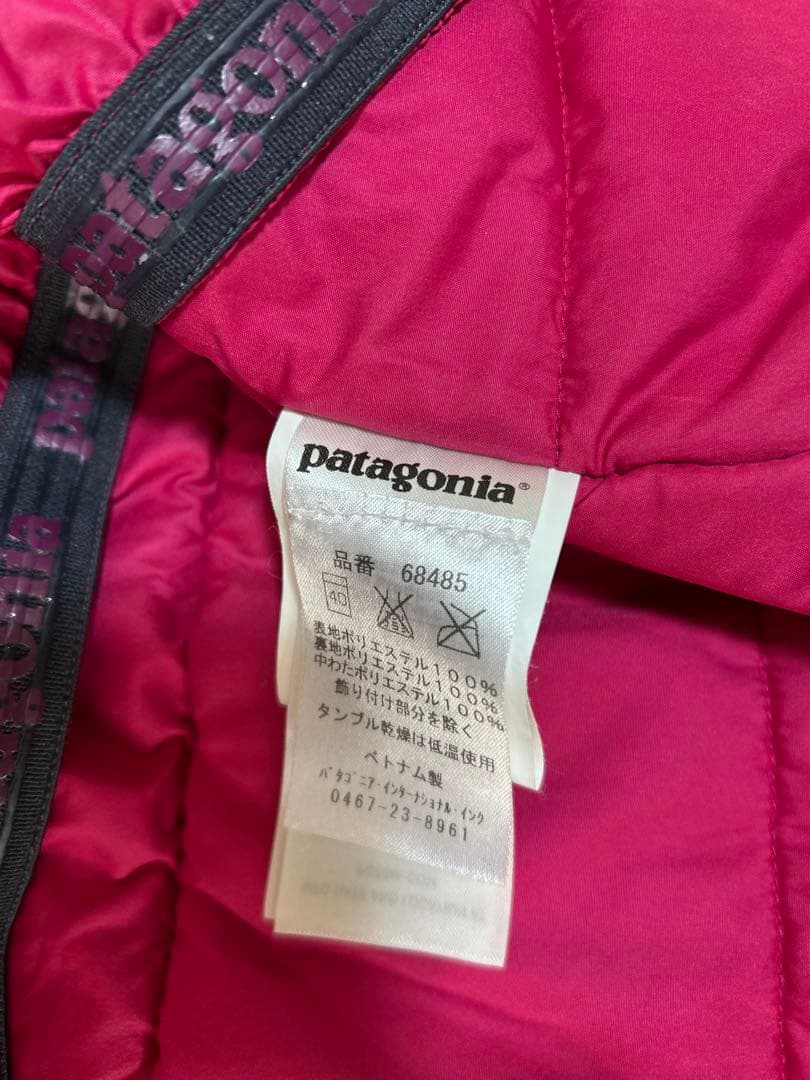 patagonia
patagonia
patagonia®
品番 68485
40
表地ポリエステル100%
裏地ポリエステル100%
中わたポリエステル100%
飾り付け部分を除く
タンブル乾燥は低温使用
ベトナム製
パタゴニア・インターナショナル・インク
0467-23-8961